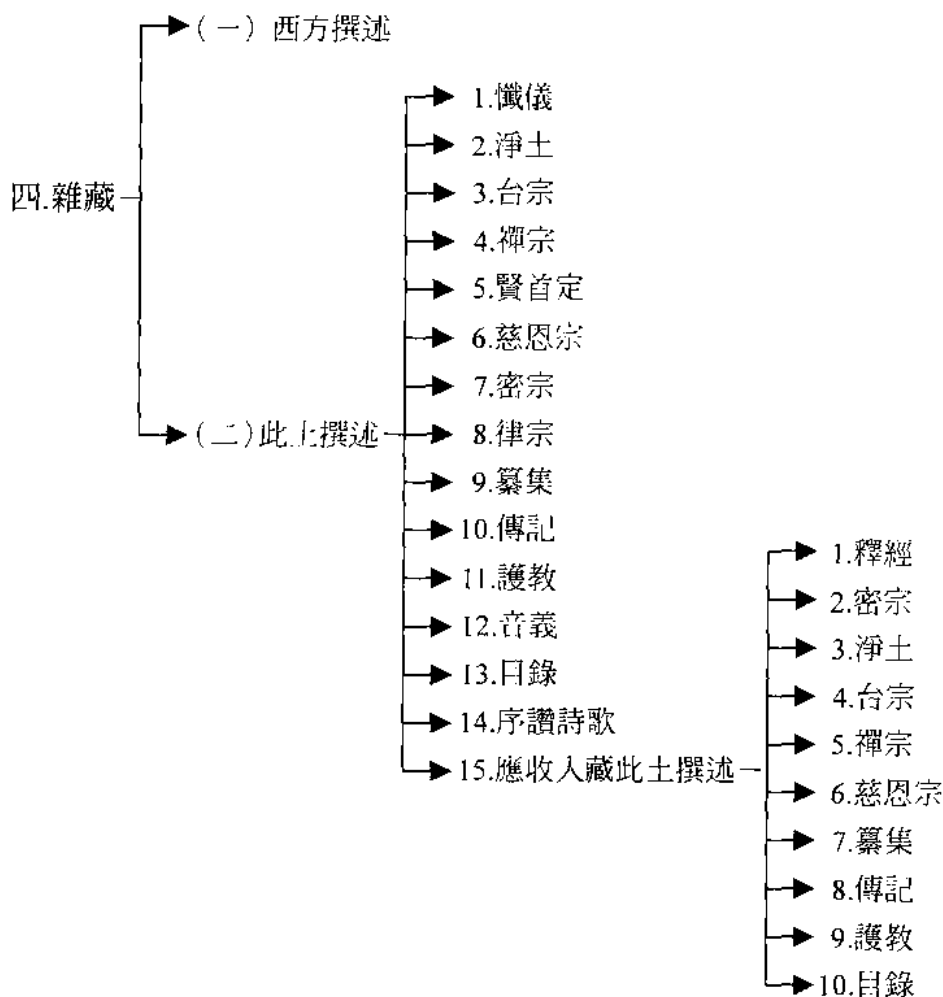 四.雜藏
(一) 西方撰述
(二)此土撰述
1.懺儀
2.淨土
3.台宗
4.禪宗
5.賢首定
6.慈恩宗
7.密宗
8.律宗
9.纂集
10.傳記
11.護教
12.音義
13.目錄
14.序讚詩歌
15.應收入藏此土撰述
1.釋經
2.密宗
3.淨土
4.台宗
5.禪宗
6.慈恩宗
7.纂集
8.傳記
9.護教
10.目錄